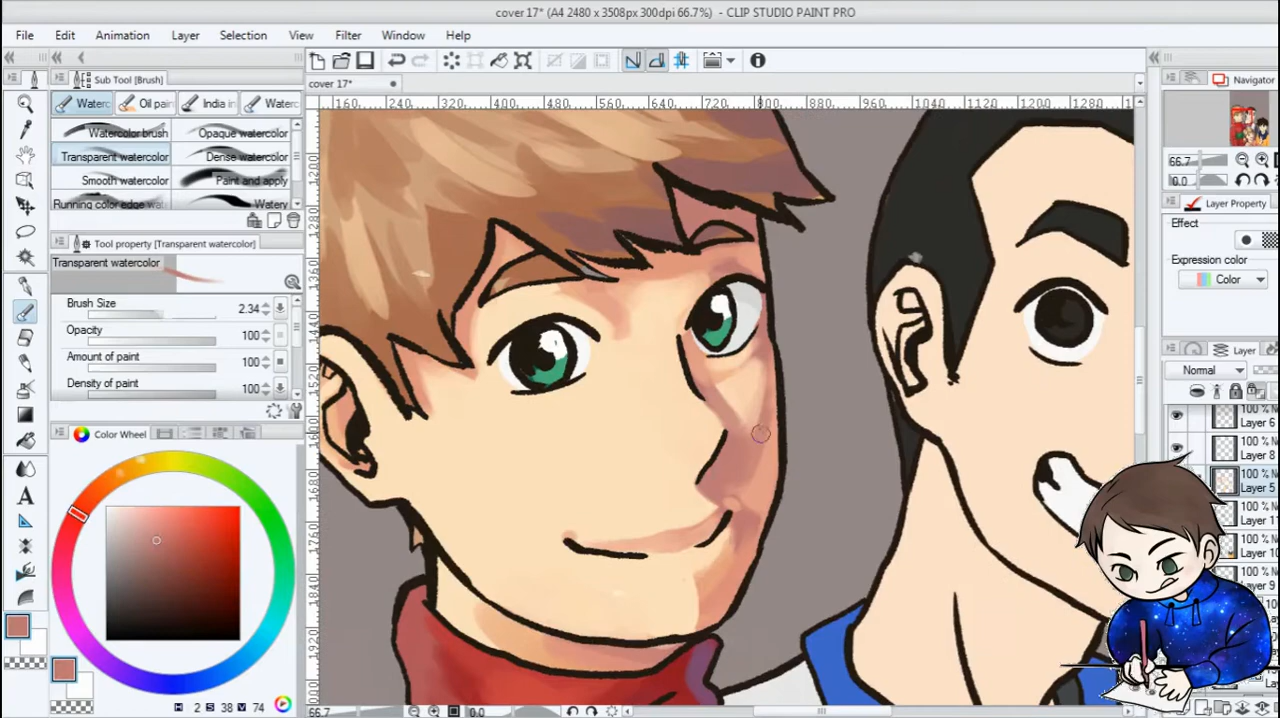 cover 17* (A4 2480 x 3508px 300dpi 66.7%) - CLIP STUDIO PAINT PRO
File Edit Animation Layer Selection View Filter Window Help
Sub Tool [Brush]
cover 17*
Navigator
Waterc Oil pain India in Waterc
160 240 320 400 480 560 640 720 800 880 960 1040 1120 1200 1280
Watercolor brush Opaque watercolor
Transparent watercolor Dense watercolor
Smooth watercolor Paint and apply
Running color edge wat Watery
66.7
0.0
Layer Property
Effect
Tool property [Transparent watercolor]
Transparent watercolor
Expression color
Color
Brush Size 2.34
Opacity 100
Amount of paint 100
Density of paint 100
Layer
Normal
100 %
Layer 6
100 % N
Layer 8
100 % N
Layer 5
100 % N
Layer 1
100 % N
Layer 10
100 % N
Layer 9
100 %
Color Wheel
H 2 S 38 V 74
66.7 0.0